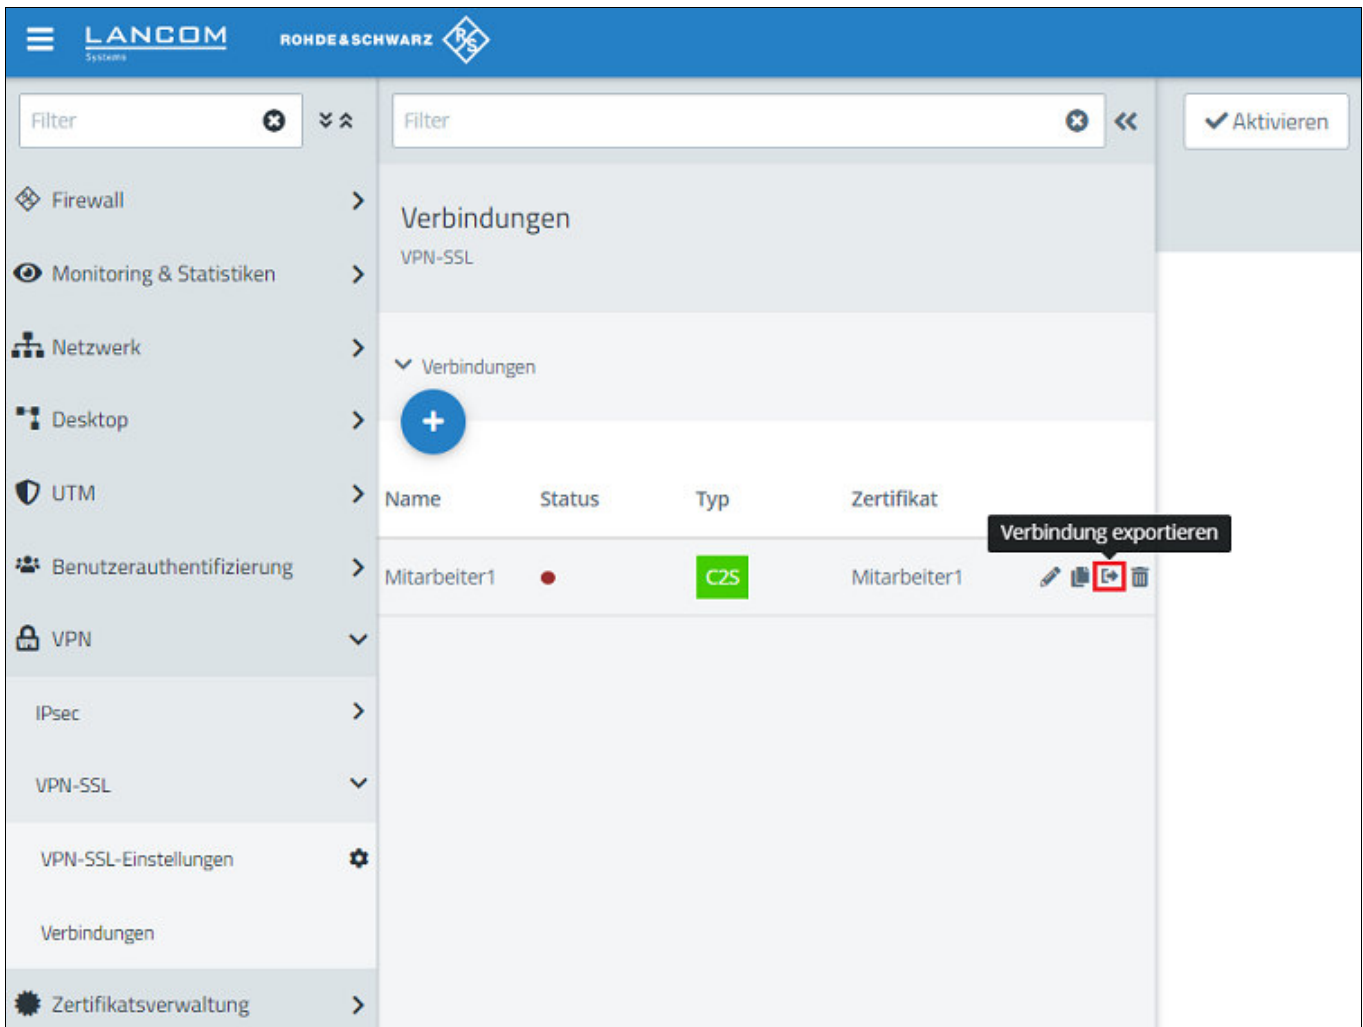 LANCOM
Systems
ROHDE&SCHWARZ
R&S
Filter
Filter
Aktivieren
Firewall
Monitoring & Statistiken
Netzwerk
Desktop
UTM
Benutzerauthentifizierung
VPN
IPsec
VPN-SSL
VPN-SSL-Einstellungen
Verbindungen
Zertifikatsverwaltung
Verbindungen
VPN-SSL
Verbindungen
Name Status Typ Zertifikat
Verbindung exportieren
Mitarbeiter1 C2S Mitarbeiter1